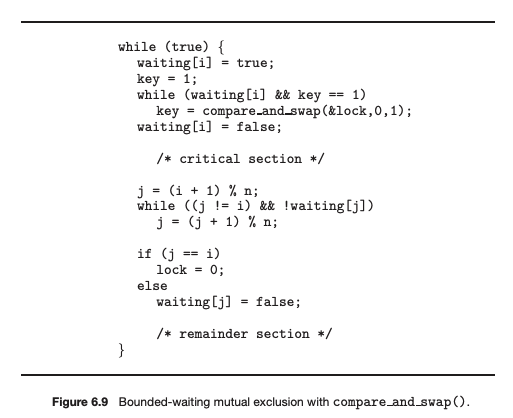 while (true) {
waiting[i] = true;
key = 1;
while (waiting[i] && key == 1)
key = compare_and_swap(&lock,0,1);
waiting[i] = false;
/* critical section */
j = (i + 1) % n;
while ((j != i) && !waiting[j])
j = (j + 1) % n;
if (j == i)
lock = 0;
else
waiting[j] = false;
/* remainder section */
}
Figure 6.9 Bounded-waiting mutual exclusion with compare_and_swap().